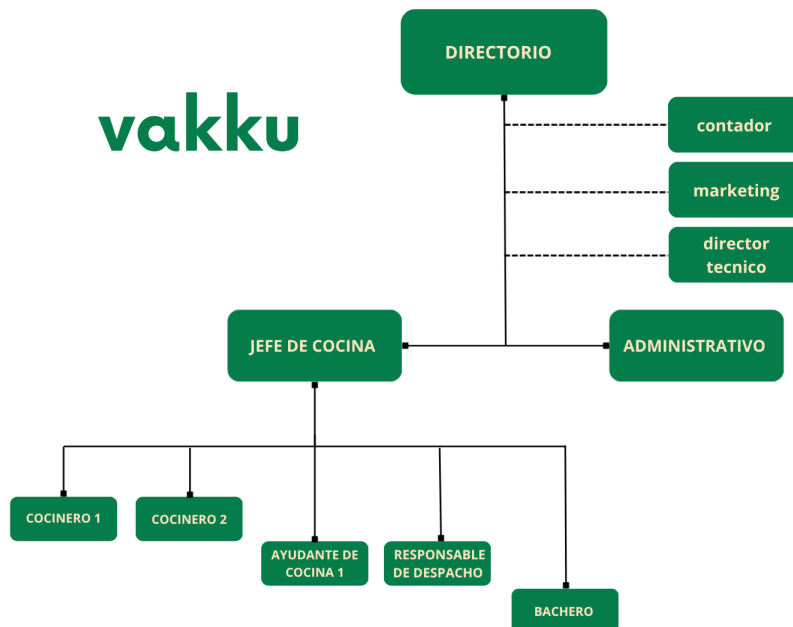 DIRECTORIO
vakku
contador
marketing
director
tecnico
JEFE DE COCINA
ADMINISTRATIVO
COCINERO 1
COCINERO 2
AYUDANTE DE
COCINA 1
RESPONSABLE
DE DESPACHO
BACHERO